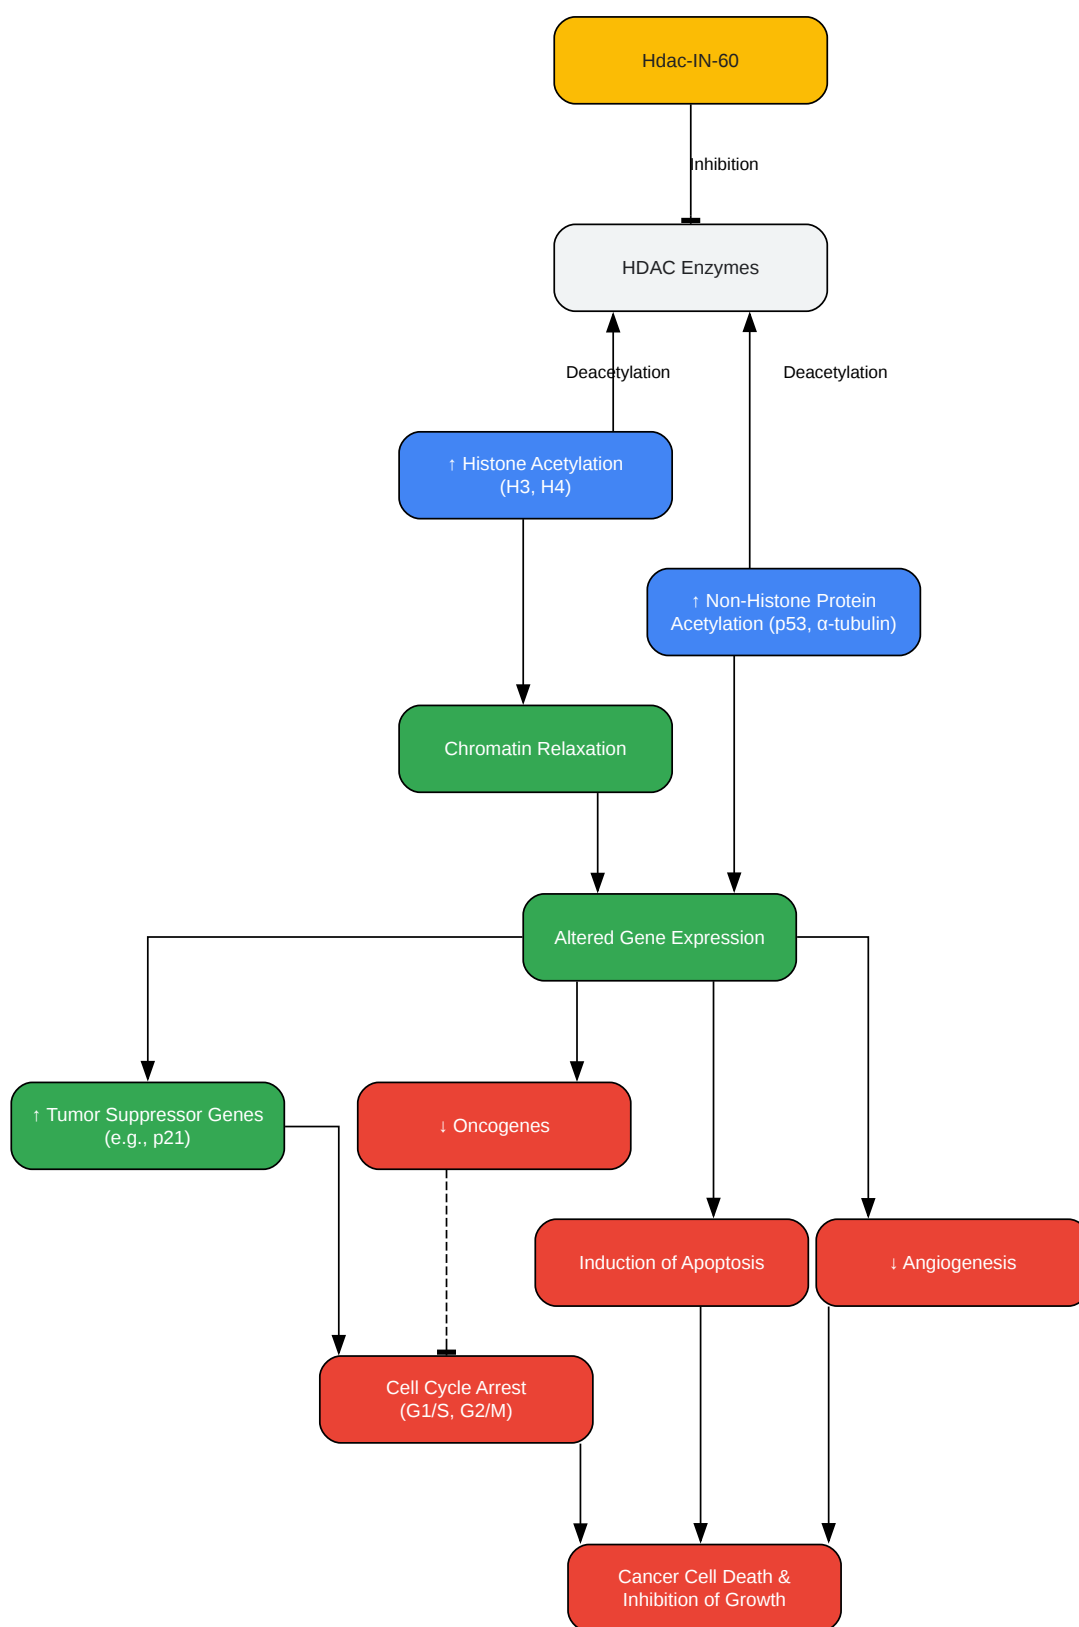 Hdac-IN-60
Inhibition
HDAC Enzymes
Deacetylation
Deacetylation
↑ Histone Acetylation
(H3, H4)
↑ Non-Histone Protein
Acetylation (p53, α-tubulin)
Chromatin Relaxation
Altered Gene Expression
↑ Tumor Suppressor Genes
(e.g., p21)
↓ Oncogenes
Induction of Apoptosis
↓ Angiogenesis
Cell Cycle Arrest
(G1/S, G2/M)
Cancer Cell Death &
Inhibition of Growth